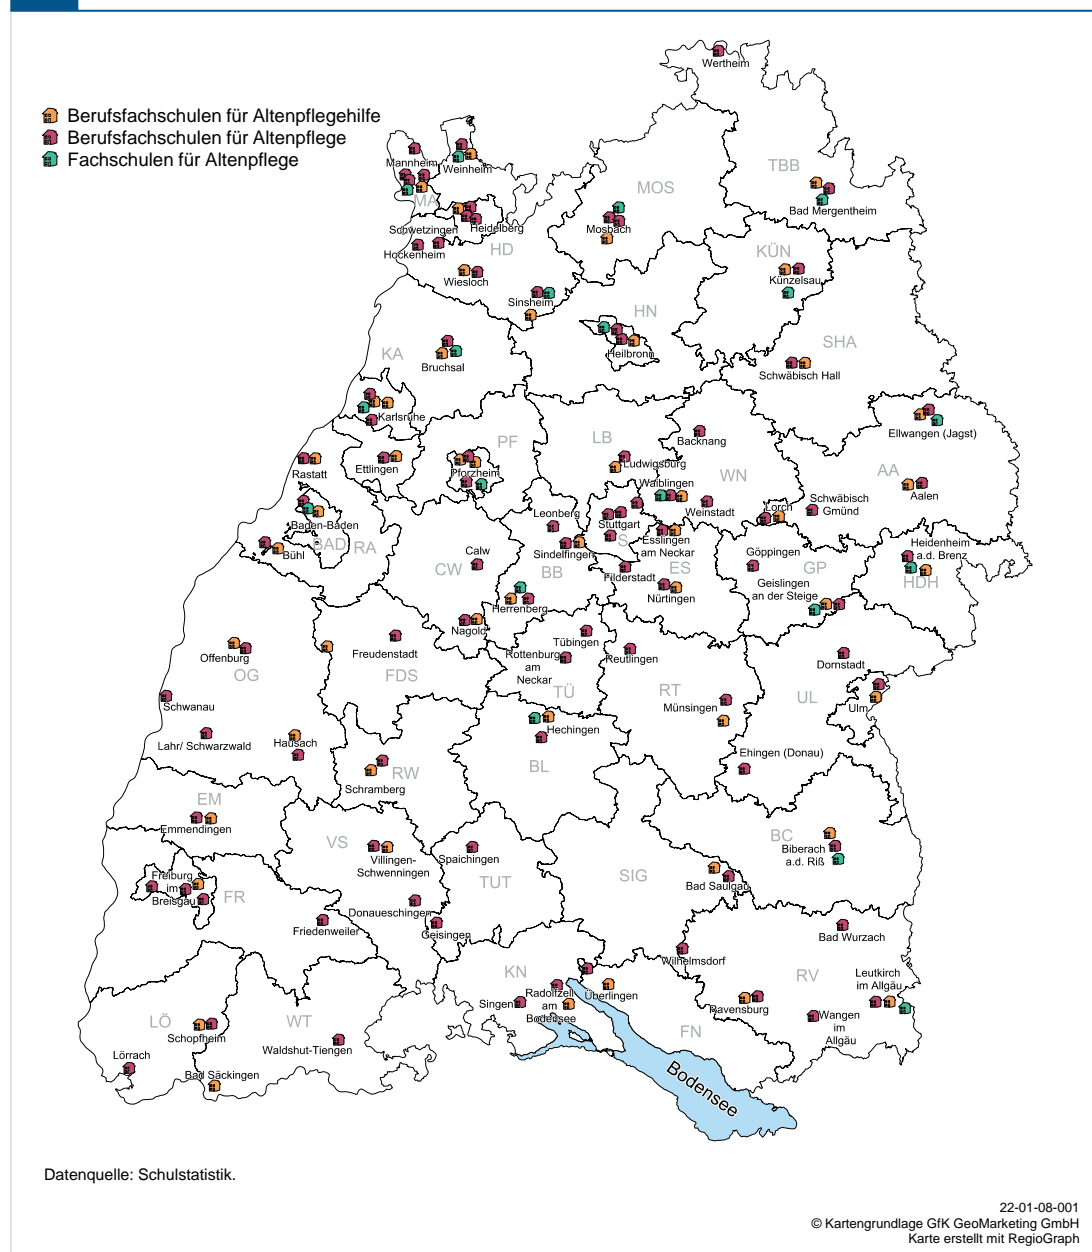 Berufsfachschulen für Altenpflegehilfe
Berufsfachschulen für Altenpflege
Fachschulen für Altenpflege
Wertheim
Mannheim
Weinheim
MA
TBB
MOS
Bad Mergentheim
Schwetzingen
Heidelberg
Mosbach
Hockenheim
HD
KÜN
Wiesloch
Künzelsau
Sinsheim
HN
Heilbronn
SHA
KA
Bruchsal
Schwäbisch Hall
Karlsruhe
Ellwangen (Jagst)
PF
LB
Backnang
Rastatt
Ettlingen
Pforzheim
Ludwigsburg
WN
AA
Aalen
Waiblingen
Weinstadt
Lorch
Schwäbisch
Gmünd
Baden-Baden
BAD
RA
Bühl
Leonberg
Stuttgart
S
Sindelfingen
Esslingen
am Neckar
Göppingen
GP
Heidenheim
a.d. Brenz
HDH
Calw
CW
BB
Filderstadt
ES
Nürtingen
Geislingen
an der Steige
Herrenberg
Nagold
Offenburg
OG
Freudenstadt
FDS
Tübingen
Rottenburg
am
Neckar
TÜ
Reutlingen
RT
Münsingen
Dornstadt
UL
Ulm
Schwanau
Lahr/ Schwarzwald
Hausach
Hechingen
BL
Ehingen (Donau)
RW
Schramberg
EM
Emmendingen
VS
Villingen-
Schwenningen
Spaichingen
TUT
SIG
BC
Biberach
a.d. Riß
Bad Saulgau
Freiburg
im
Breisgau
FR
Donaueschingen
Friedenweiler
Geisingen
Bad Wurzach
Wilhelmsdorf
KN
RV
Leutkirch
im Allgäu
Singen
Radolfzell
am
Bodensee
Überlingen
Ravensburg
Wangen
im
Allgäu
FN
LÖ
Schopfheim
WT
Waldshut-Tiengen
Lörrach
Bad Säckingen
Bodensee
Datenquelle: Schulstatistik.
22-01-08-001
© Kartengrundlage GfK GeoMarketing GmbH
Karte erstellt mit RegioGraph